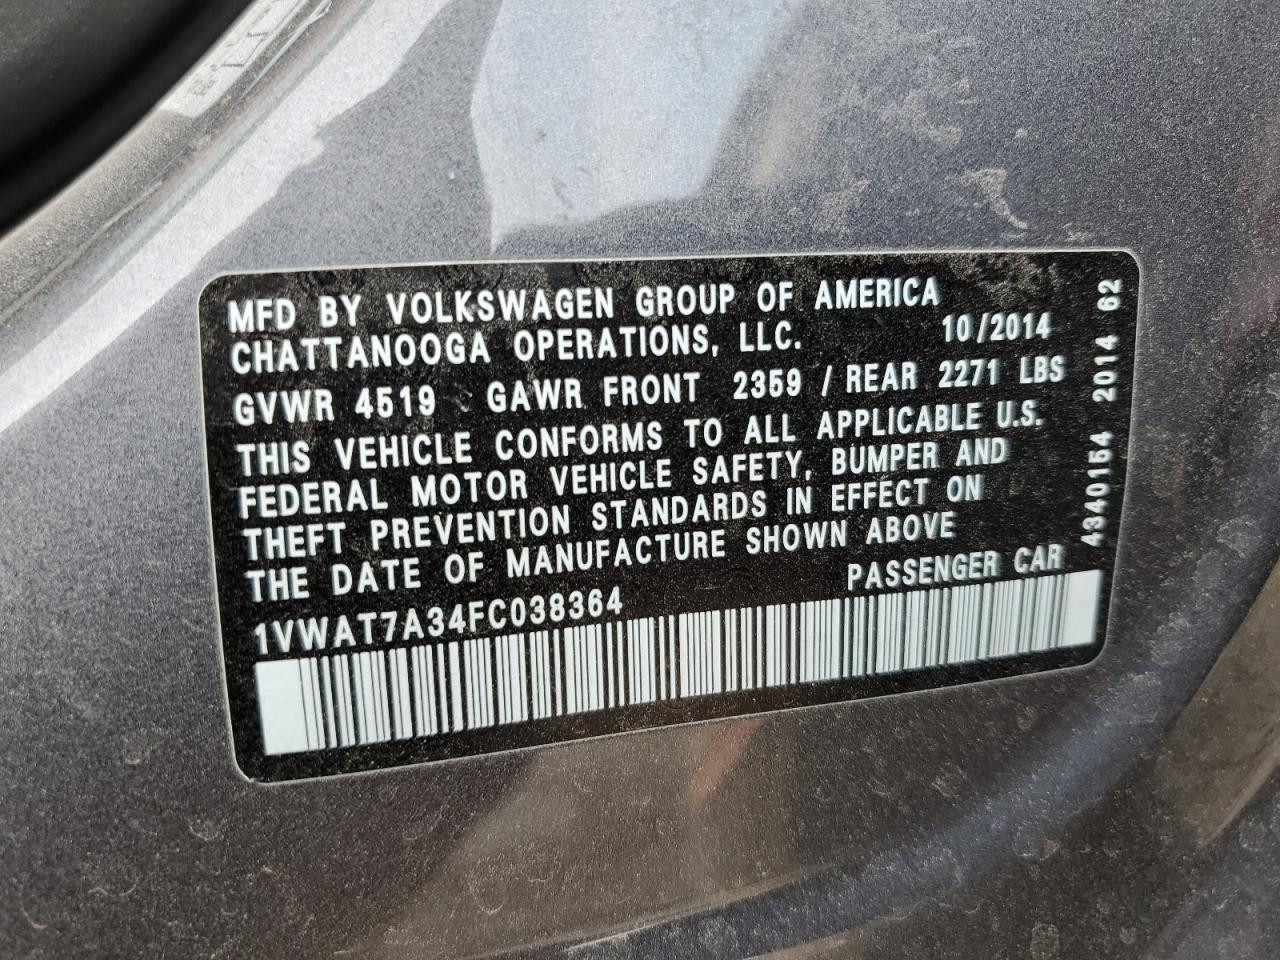 MFD BY VOLKSWAGEN GROUP OF AMERICA
CHATTANOOGA OPERATIONS, LLC. 10/2014
GVWR 4519 GAWR FRONT 2359 / REAR 2271 LBS
THIS VEHICLE CONFORMS TO ALL APPLICABLE U.S.
FEDERAL MOTOR VEHICLE SAFETY, BUMPER AND
THEFT PREVENTION STANDARDS IN EFFECT ON
THE DATE OF MANUFACTURE SHOWN ABOVE
PASSENGER CAR
1VWAT7A34FC038364
4340154 2014 62